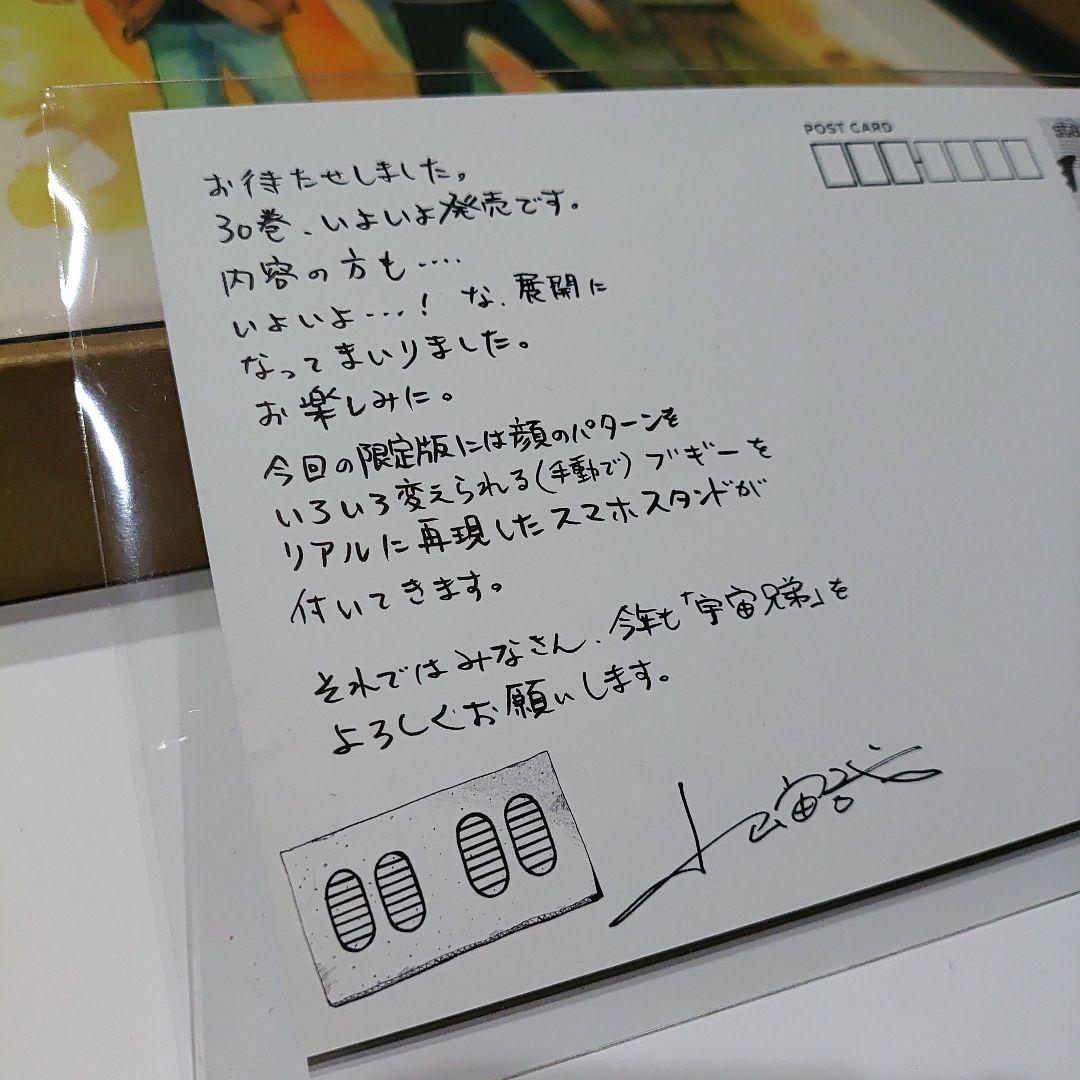 POST CARD
お待たせしました。
30巻、いよいよ発売です。
内容の方も‥‥
いよいよ…! な、展開に
なってまいりました。
お楽しみに。
今回の限定版には顔のパターンを
いろいろ変えられる(手動で)ブギーを
リアルに再現したスマホスタンドが
付いてきます。
それではみなさん、今年も「宇宙兄弟」を
よろしくお願いします。